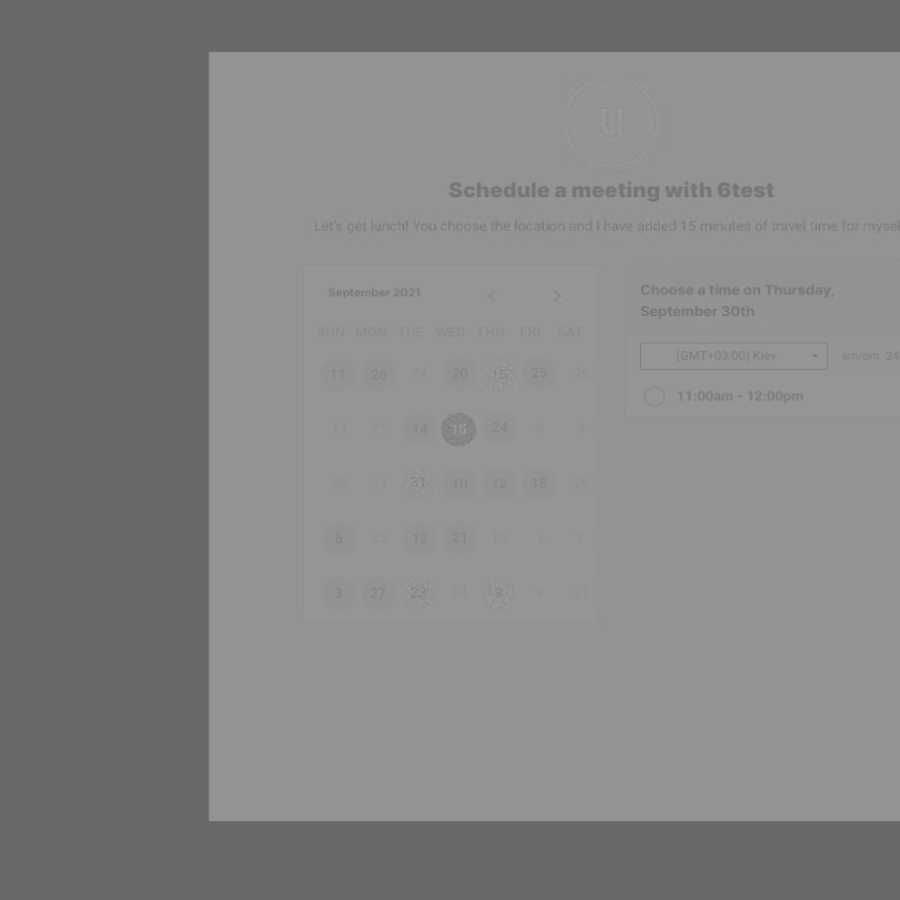 u
Schedule a meeting with 6test
Let's get lunch! You choose the location and I have added 15 minutes of travel time for mysel
September 2021 < >
SUN MON TUE WED THU FRI SAT
11 26 24 20 15 25 26
11 21 14 15 24 8 4
30 11 31 10 12 18 26
6 25 13 21 15 6 7
3 27 22 14 8 9 31
Choose a time on Thursday,
September 30th
(GMT+03:00) Kiev am/pm 24
11:00am - 12:00pm